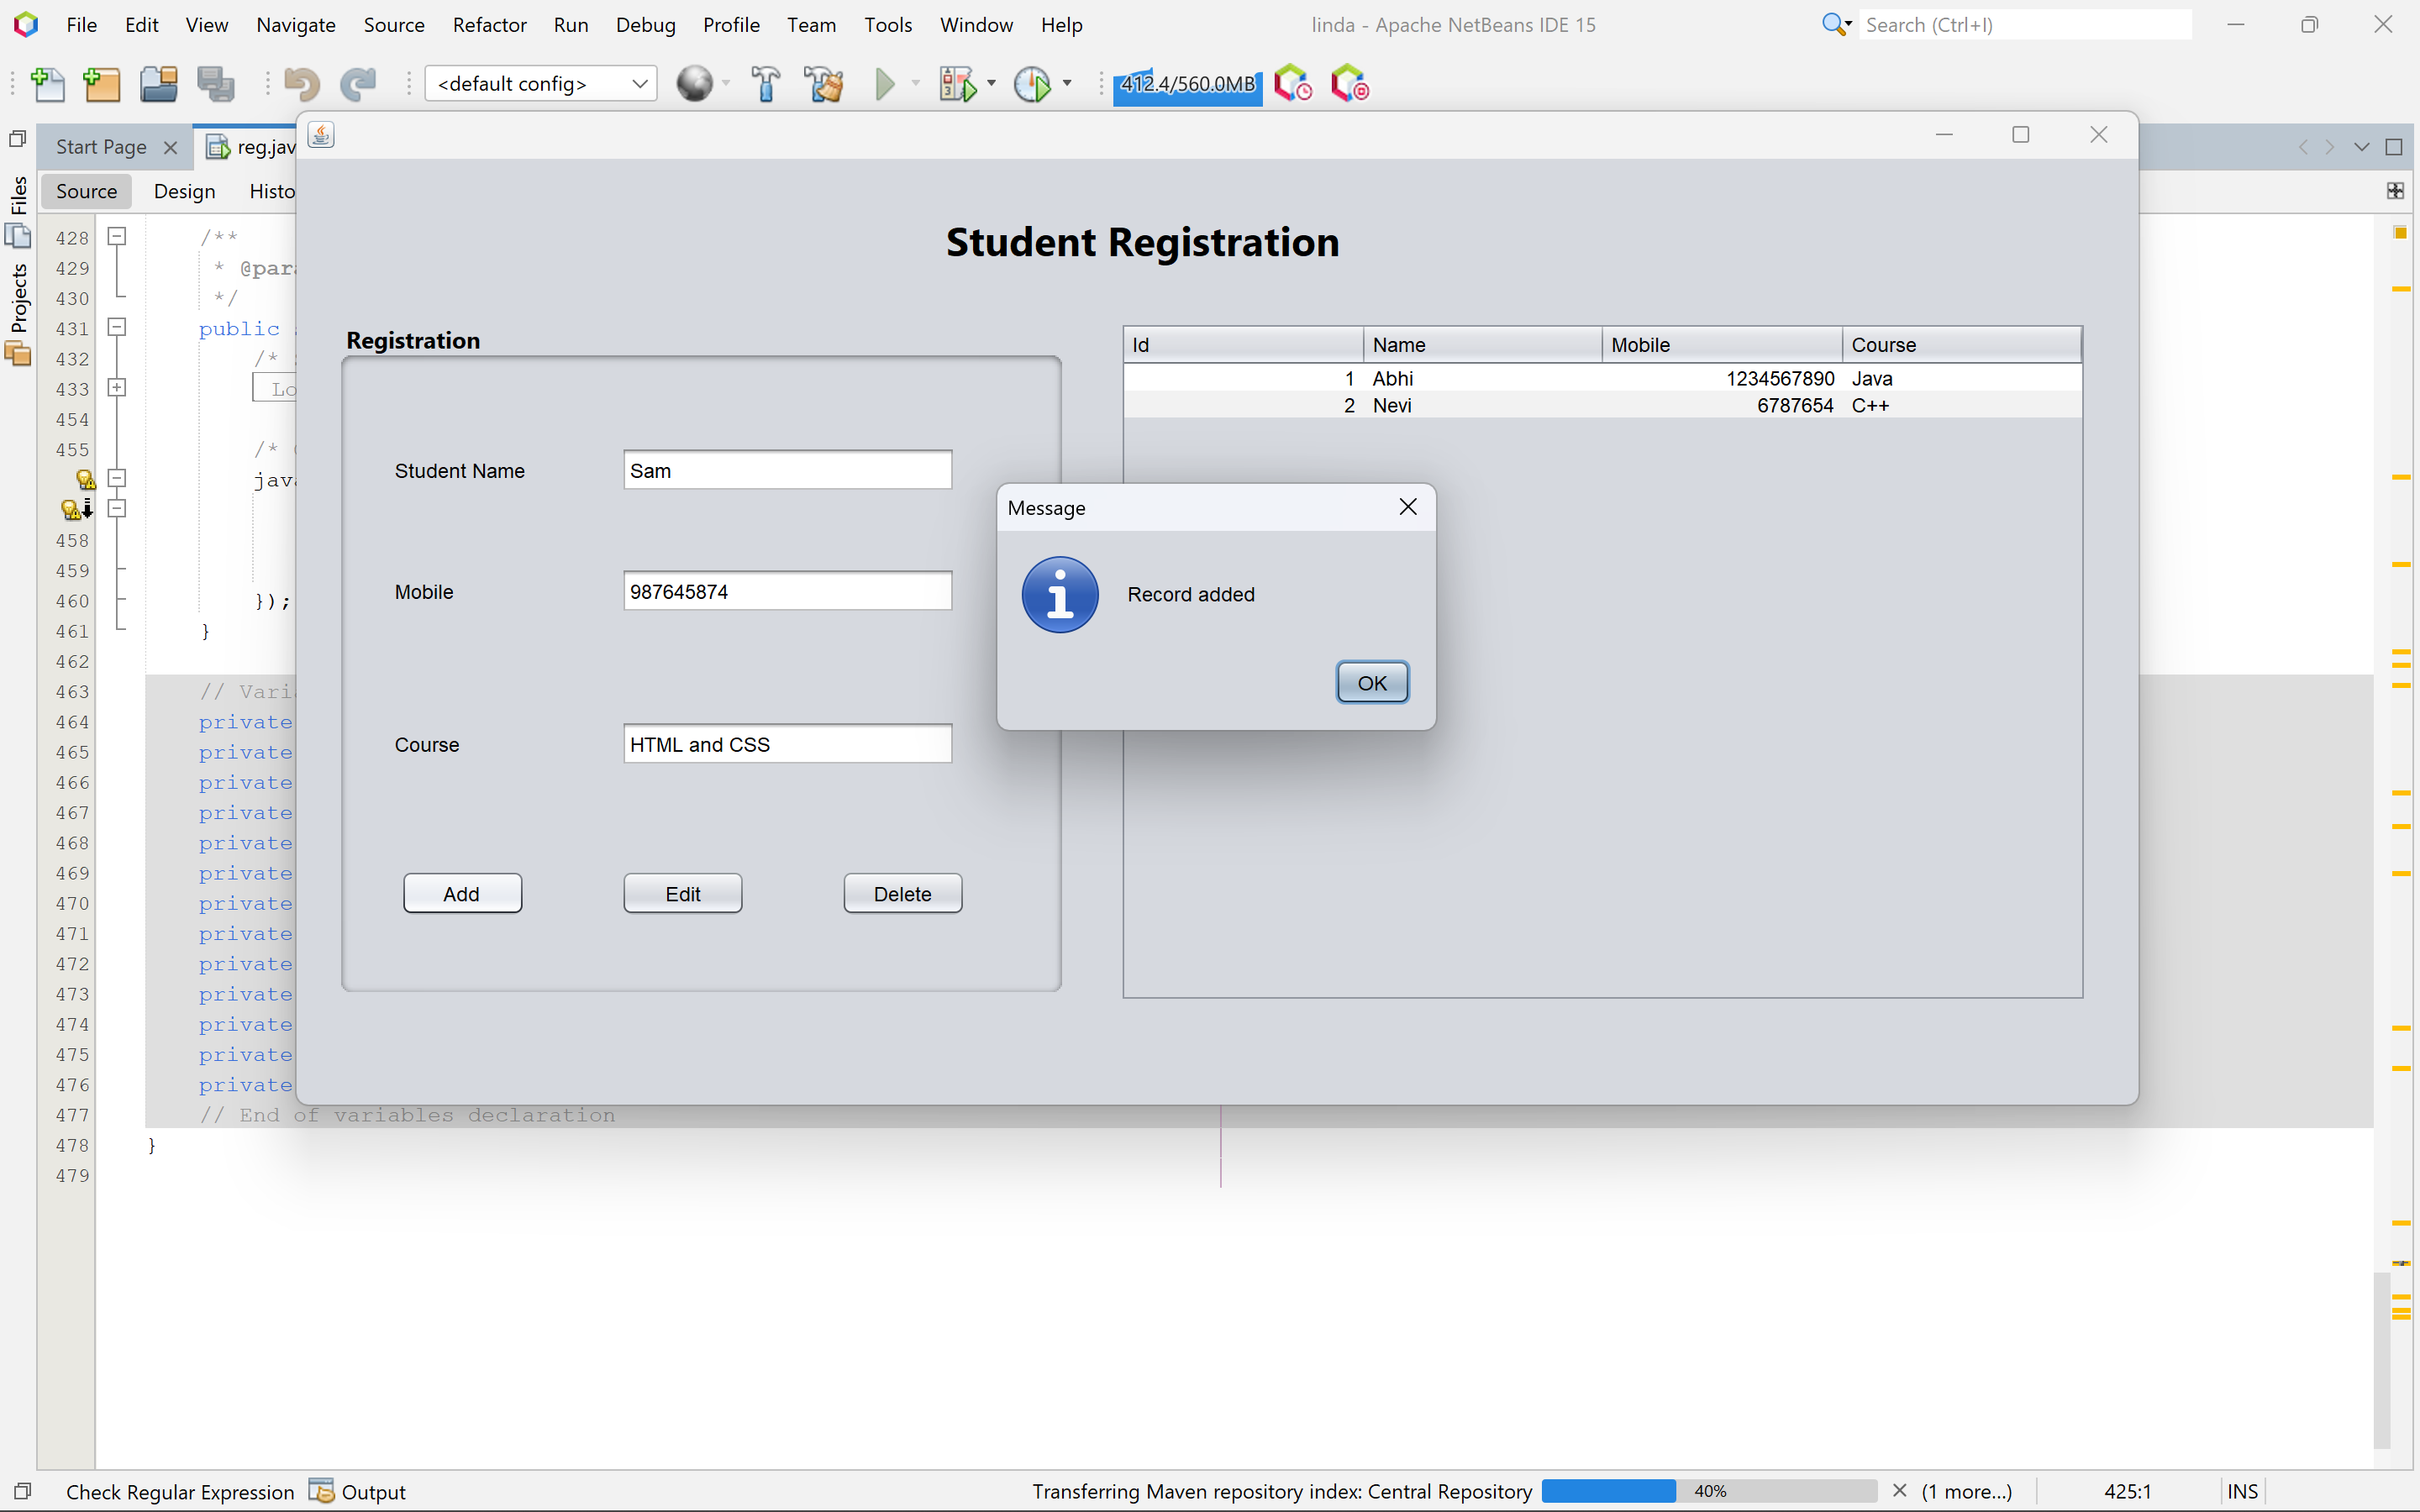 File Edit View Navigate Source Refactor Run Debug Profile Team Tools Window Help linda - Apache NetBeans IDE 15 Search (Ctrl+I)
<default config> 412.4/560.0MB
Start Page reg.jav
Source Design Histo
Files
Projects
Student Registration
Registration
Student Name Sam
Mobile 987645874
Course HTML and CSS
Add Edit Delete
Id Name Mobile Course
1 Abhi 1234567890 Java
2 Nevi 6787654 C++
Message
Record added
OK
428 /**
429 * @para
430 */
431 public
432 /*
433 Lo
454
455 /*
java
458
459
460 });
461 }
462
463 // Vari
464 private
465 private
466 private
467 private
468 private
469 private
470 private
471 private
472 private
473 private
474 private
475 private
476 private
477 // End of variables declaration
478 }
479
Check Regular Expression Output Transferring Maven repository index: Central Repository 40% (1 more...) 425:1 INS